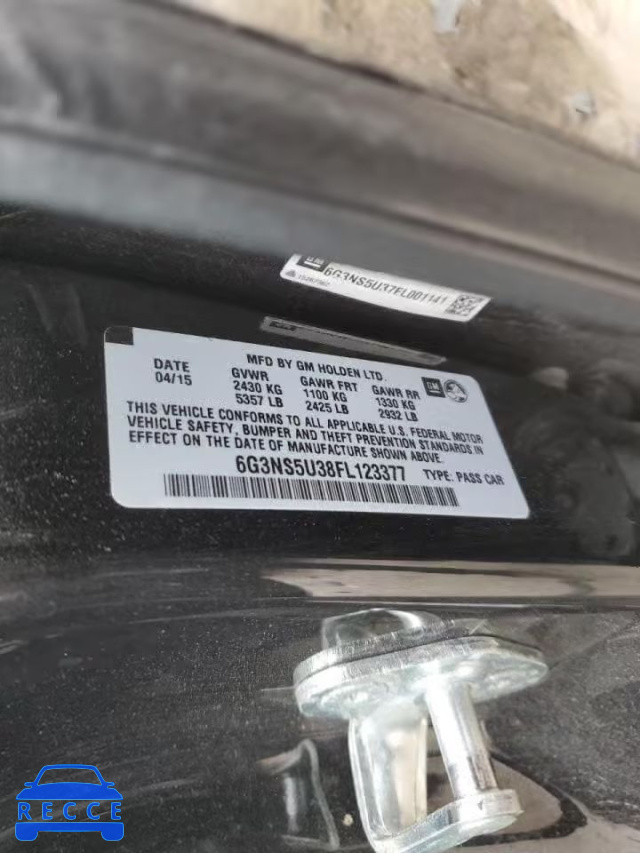 6G3NS5U37EL001141
MFD BY GM HOLDEN LTD.
DATE GVWR GAWR FRT GAWR RR GM
04/15 2430 KG 1100 KG 1330 KG
5357 LB 2425 LB 2932 LB
THIS VEHICLE CONFORMS TO ALL APPLICABLE U.S. FEDERAL MOTOR
VEHICLE SAFETY, BUMPER AND THEFT PREVENTION STANDARDS IN
EFFECT ON THE DATE OF MANUFACTURE SHOWN ABOVE.
6G3NS5U38FL123377 TYPE: PASS CAR
RECCE